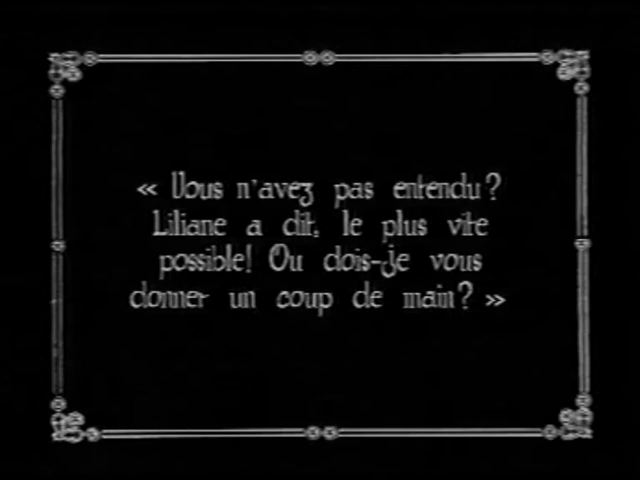 « Vous n'avez pas entendu?
Liliane a dit: le plus vite
possible! Ou dois-je vous
donner un coup de main? »